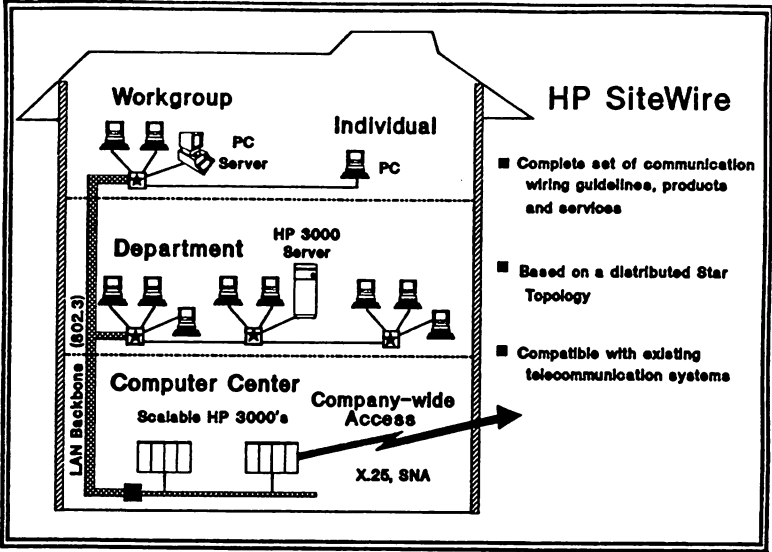 HP SiteWire
Workgroup
PC
Server
Individual
PC
Complete set of communication
wiring guidelines, products
and services
Department
HP 3000
Server
Based on a distributed Star
Topology
Compatible with existing
telecommunication systems
LAN Backbone (802.3)
Computer Center
Scalable HP 3000's
Company-wide
Access
X.25, SNA